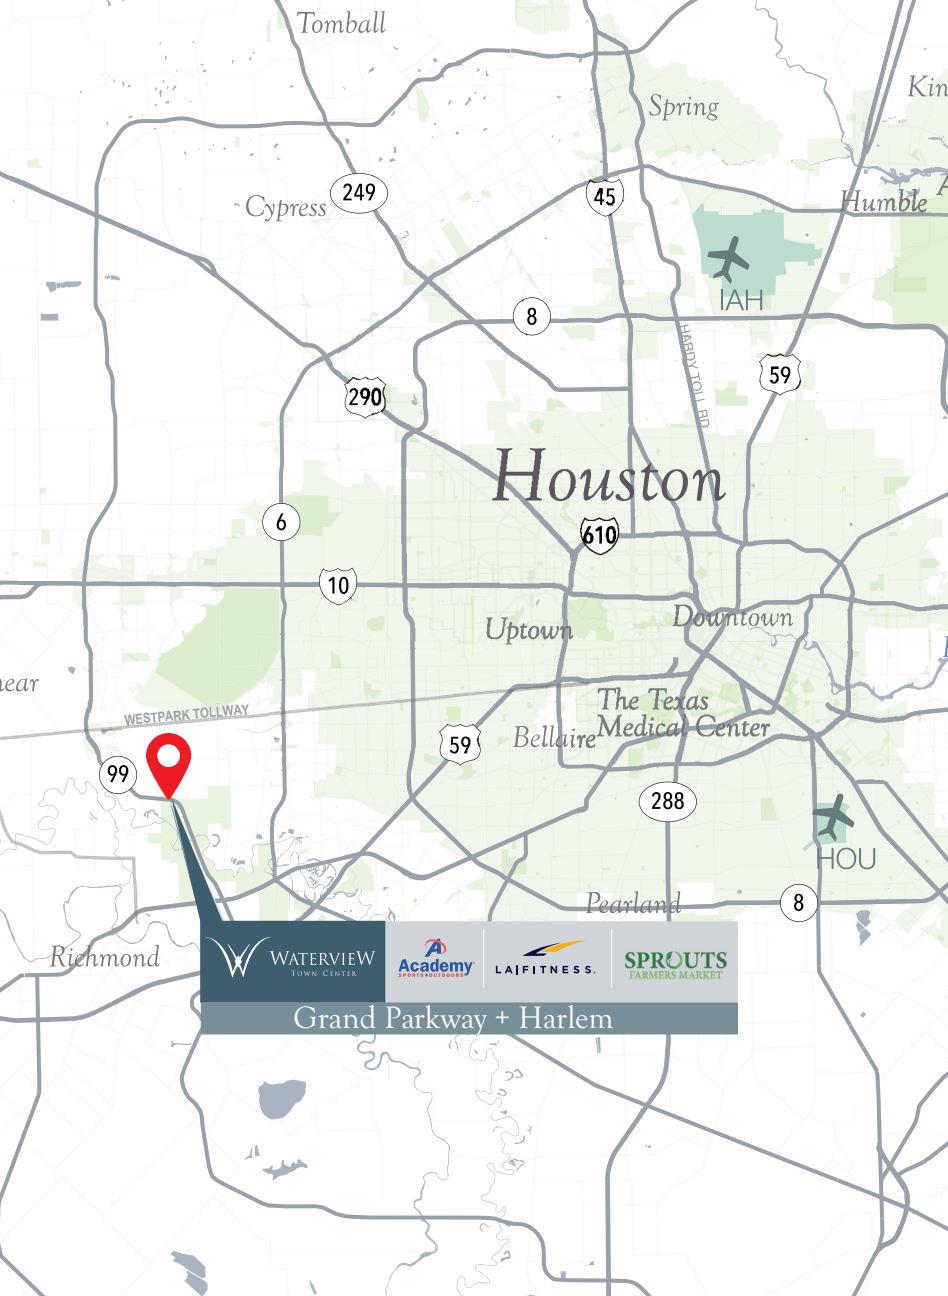 Tomball
Kin
Spring
249
Cypress
45
Humble
A
IAH
8
HARDY TOLL RD
59
290
Houston
6
610
10
Downtown
Uptown
ear
WESTPARK TOLLWAY
The Texas
Medical Center
59
Bellaire
99
288
HOU
8
Pearland
Richmond
WATERVIEW
TOWN CENTER
Academy
SPORTS+OUTDOORS
LA|FITNESS.
SPROUTS
FARMERS MARKET
Grand Parkway + Harlem